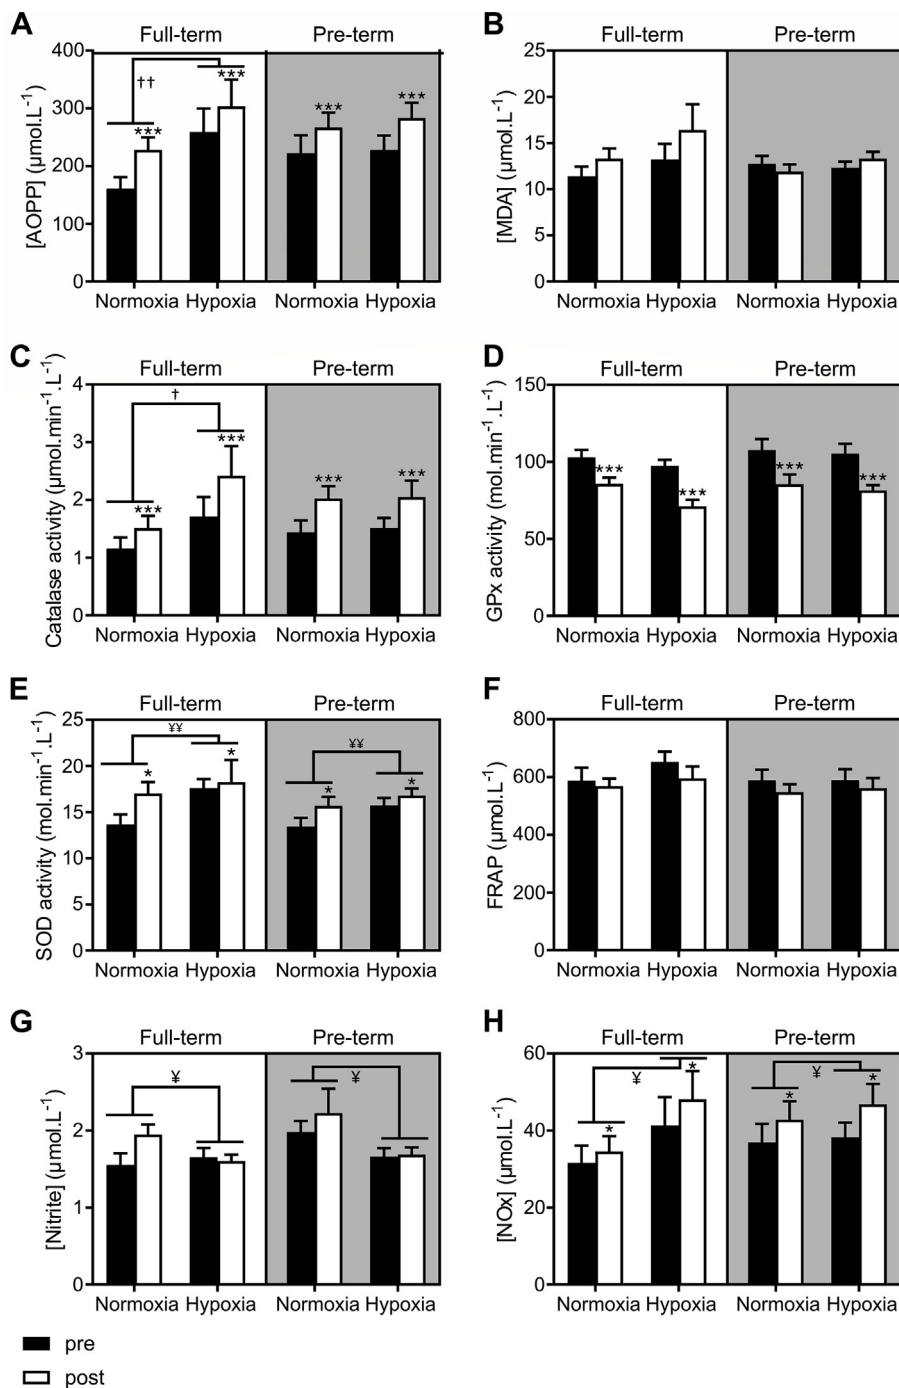 A
Full-term Pre-term
[AOPP] (µmol.L⁻¹)
400
300
200
100
0
††
*** *** *** ***
Normoxia Hypoxia Normoxia Hypoxia
B
Full-term Pre-term
[MDA] (µmol.L⁻¹)
25
20
15
10
5
0
Normoxia Hypoxia Normoxia Hypoxia
C
Full-term Pre-term
Catalase activity (µmol.min⁻¹.L⁻¹)
4
3
2
1
0
†
*** *** *** ***
Normoxia Hypoxia Normoxia Hypoxia
D
Full-term Pre-term
GPx activity (mol.min⁻¹.L⁻¹)
150
100
50
0
*** *** *** ***
Normoxia Hypoxia Normoxia Hypoxia
E
Full-term Pre-term
SOD activity (mol.min⁻¹.L⁻¹)
25
20
15
10
5
0
¥¥ ¥¥
* * * *
Normoxia Hypoxia Normoxia Hypoxia
F
Full-term Pre-term
FRAP (µmol.L⁻¹)
800
600
400
200
0
Normoxia Hypoxia Normoxia Hypoxia
G
Full-term Pre-term
[Nitrite] (µmol.L⁻¹)
3
2
1
0
¥ ¥
Normoxia Hypoxia Normoxia Hypoxia
H
Full-term Pre-term
[NOx] (µmol.L⁻¹)
60
40
20
0
¥ ¥
* * * *
Normoxia Hypoxia Normoxia Hypoxia
pre
post